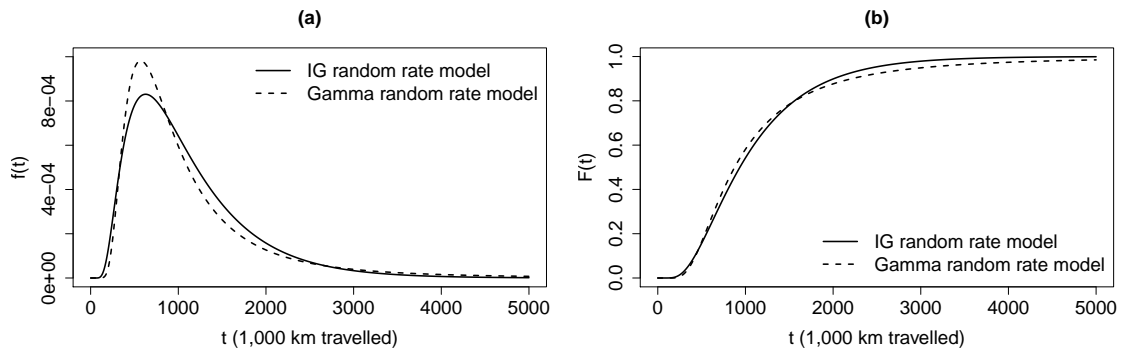 (a)
IG random rate model
Gamma random rate model
f(t)
0e+00 4e-04 8e-04
0 1000 2000 3000 4000 5000
t (1,000 km travelled)
(b)
F(t)
0.0 0.2 0.4 0.6 0.8 1.0
IG random rate model
Gamma random rate model
0 1000 2000 3000 4000 5000
t (1,000 km travelled)